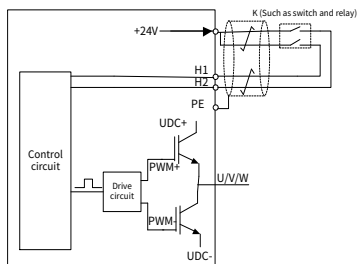 K (Such as switch and relay)
+24V
H1
H2
PE
UDC+
Control
circuit
PWM+
Drive
circuit
U/V/W
PWM-
UDC-